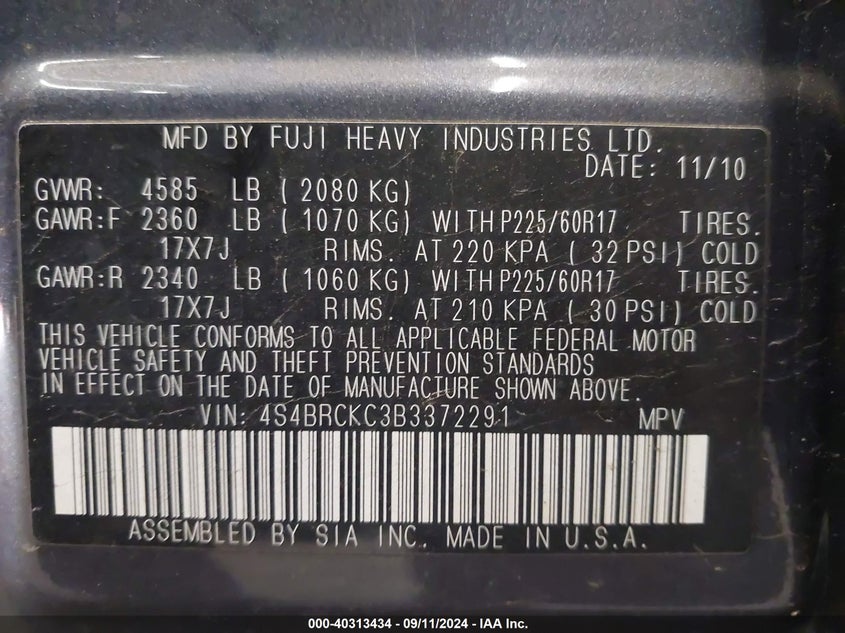 MFD BY FUJI HEAVY INDUSTRIES LTD.
DATE: 11/10
GVWR: 4585 LB ( 2080 KG)
GAWR:F 2360 LB ( 1070 KG) WITH P225/60R17 TIRES.
17X7J RIMS. AT 220 KPA ( 32 PSI) COLD
GAWR:R 2340 LB ( 1060 KG) WITH P225/60R17 TIRES.
17X7J RIMS. AT 210 KPA ( 30 PSI) COLD
THIS VEHICLE CONFORMS TO ALL APPLICABLE FEDERAL MOTOR
VEHICLE SAFETY AND THEFT PREVENTION STANDARDS
IN EFFECT ON THE DATE OF MANUFACTURE SHOWN ABOVE.
VIN: 4S4BRCKC3B3372291 MPV
ASSEMBLED BY SIA INC. MADE IN U.S.A.
000-40313434 - 09/11/2024 - IAA Inc.